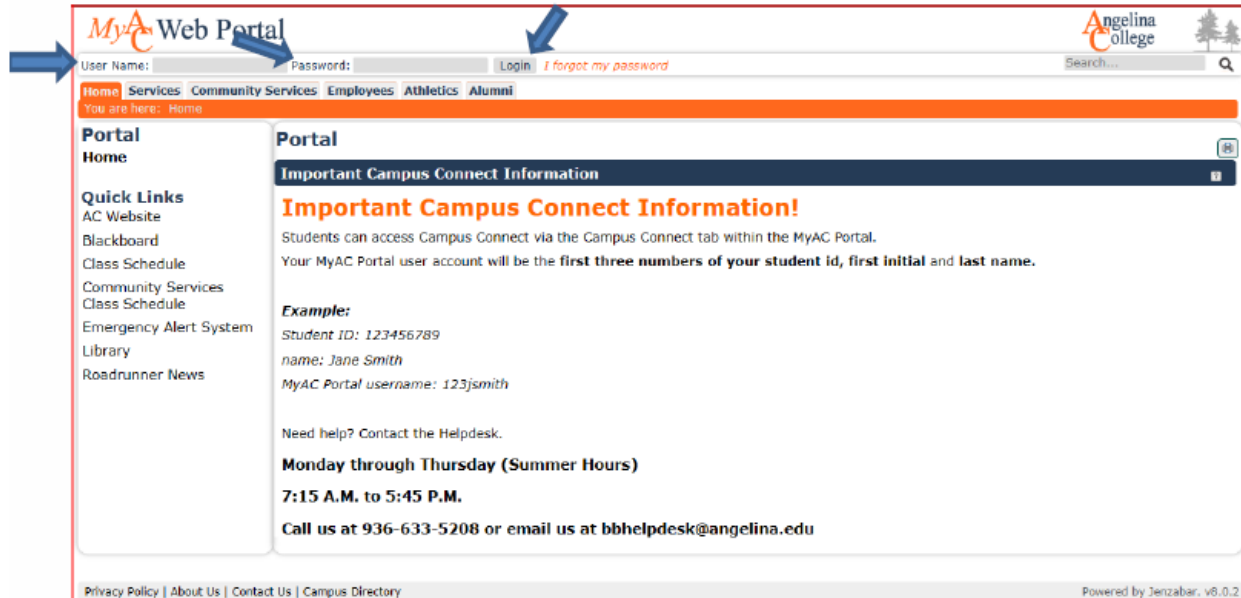 MyAC Web Portal
Angelina College
User Name:
Password:
Login
I forgot my password
Search...
Home Services Community Services Employees Athletics Alumni
You are here: Home
Portal
Home
Quick Links
AC Website
Blackboard
Class Schedule
Community Services
Class Schedule
Emergency Alert System
Library
Roadrunner News
Portal
Important Campus Connect Information
Important Campus Connect Information!
Students can access Campus Connect via the Campus Connect tab within the MyAC Portal.
Your MyAC Portal user account will be the first three numbers of your student id, first initial and last name.
Example:
Student ID: 123456789
name: Jane Smith
MyAC Portal username: 123jsmith
Need help? Contact the Helpdesk.
Monday through Thursday (Summer Hours)
7:15 A.M. to 5:45 P.M.
Call us at 936-633-5208 or email us at bbhelpdesk@angelina.edu
Privacy Policy | About Us | Contact Us | Campus Directory
Powered by Jenzabar. v8.0.2